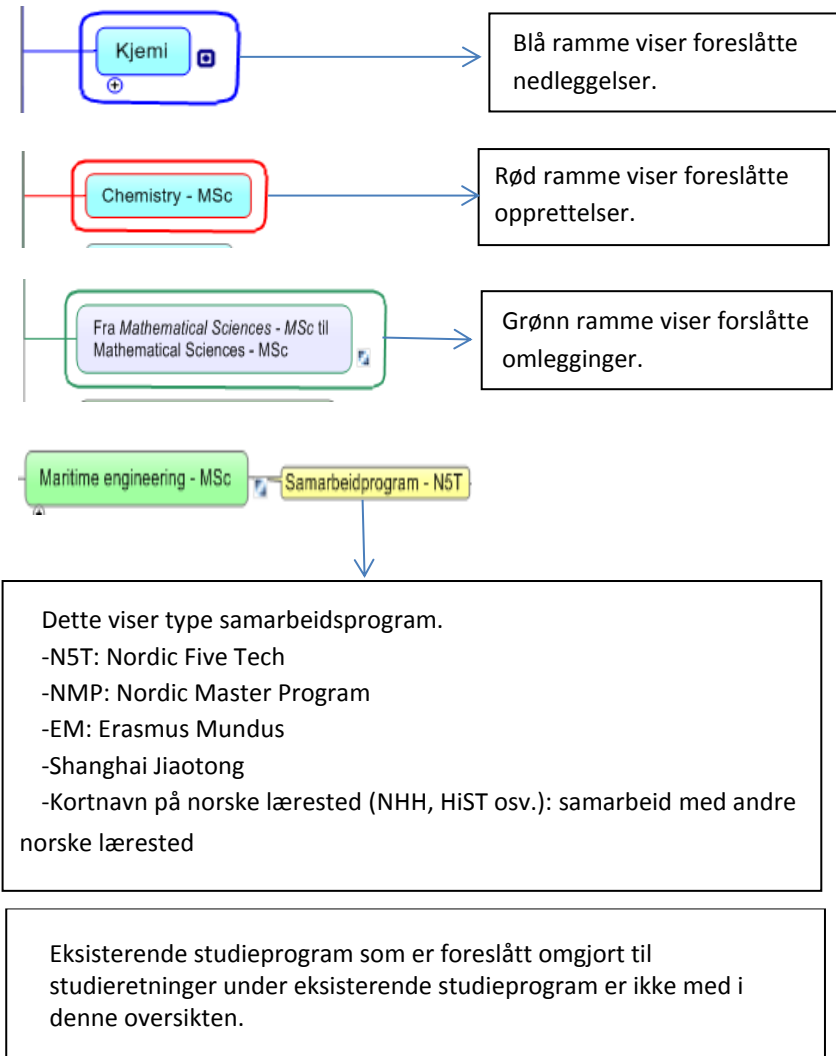 Kjemi
Blå ramme viser foreslåtte
nedleggelser.
Chemistry - MSc
Rød ramme viser foreslåtte
opprettelser.
Fra Mathematical Sciences - MSc til
Mathematical Sciences - MSc
Grønn ramme viser forslåtte
omlegginger.
Maritime engineering - MSc
Samarbeidprogram - N5T
Dette viser type samarbeidsprogram.
-N5T: Nordic Five Tech
-NMP: Nordic Master Program
-EM: Erasmus Mundus
-Shanghai Jiaotong
-Kortnavn på norske lærested (NHH, HiST osv.): samarbeid med andre
norske lærested
Eksisterende studieprogram som er foreslått omgjort til
studieretninger under eksisterende studieprogram er ikke med i
denne oversikten.